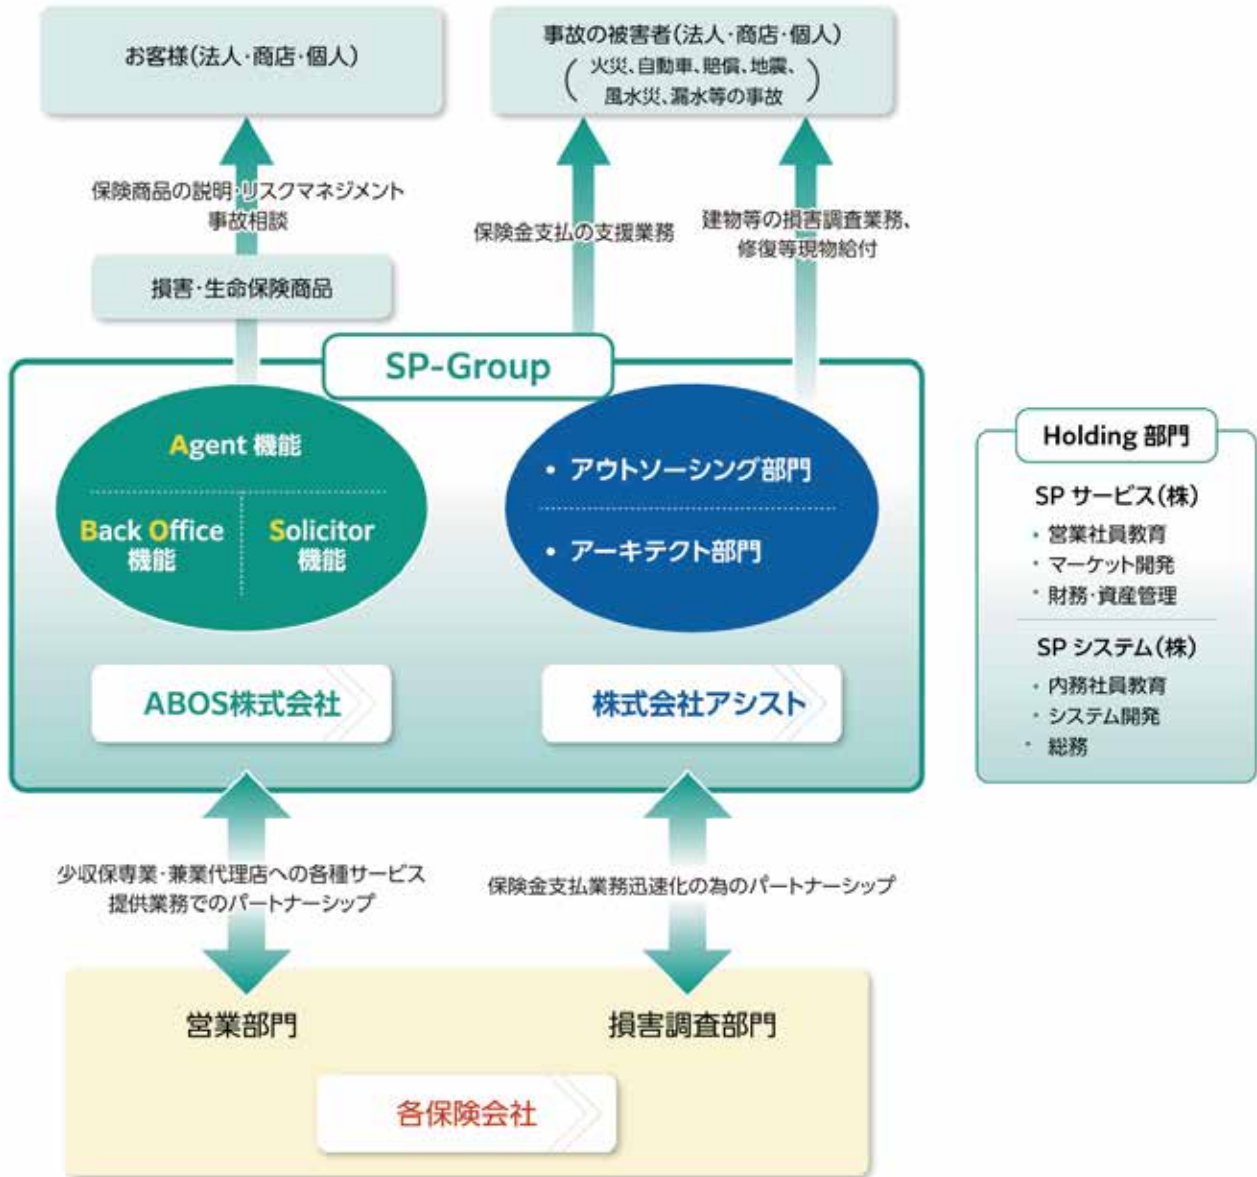 お客様(法人・商店・個人)
事故の被害者(法人・商店・個人)
(火災、自動車、賠償、地震、
風水災、漏水等の事故)
保険商品の説明・リスクマネジメント
事故相談
保険金支払の支援業務
建物等の損害調査業務、
修復等現物給付
損害・生命保険商品
SP-Group
Agent 機能
Back Office
機能
Solicitor
機能
・アウトソーシング部門
・アーキテクト部門
ABOS株式会社
株式会社アシスト
Holding 部門
SP サービス(株)
・営業社員教育
・マーケット開発
・財務・資産管理
SP システム(株)
・内務社員教育
・システム開発
・総務
少収保専業・兼業代理店への各種サービス
提供業務でのパートナーシップ
保険金支払業務迅速化の為のパートナーシップ
営業部門
損害調査部門
各保険会社